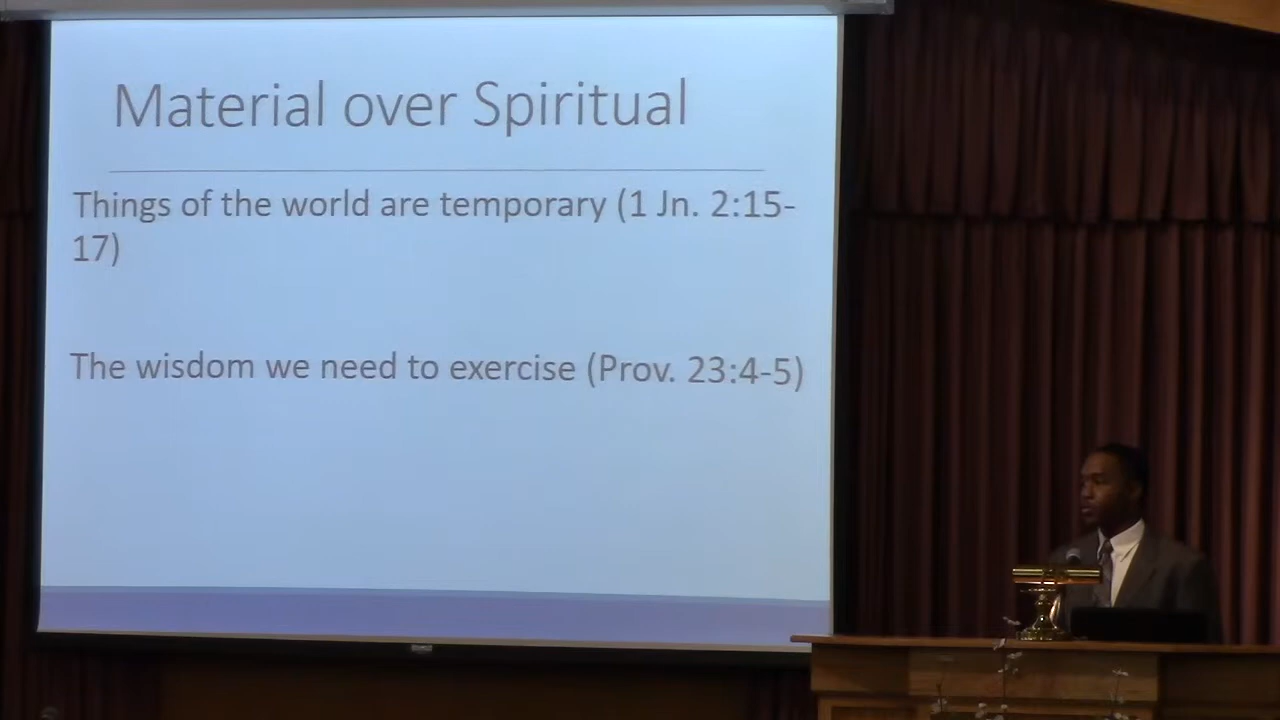 Material over Spiritual
Things of the world are temporary (1 Jn. 2:15-
17)
The wisdom we need to exercise (Prov. 23:4-5)